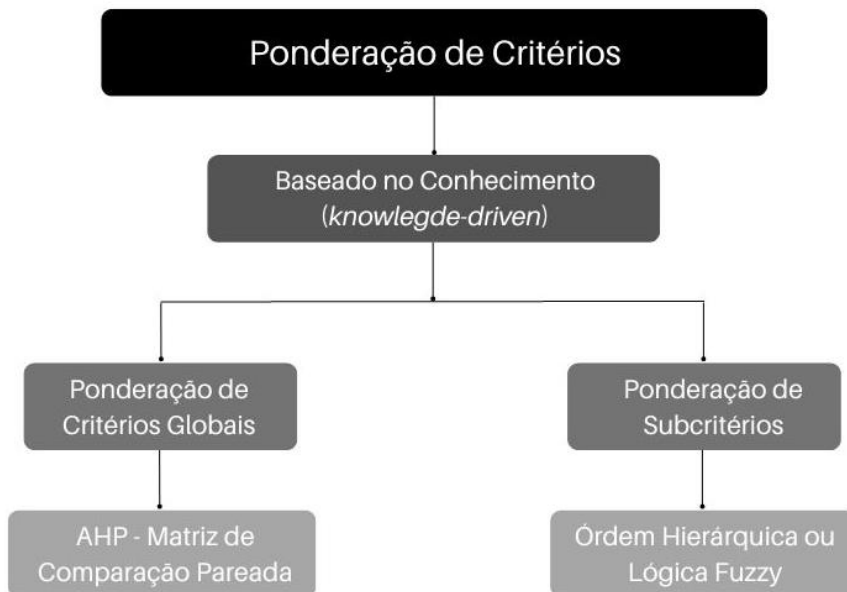 Ponderação de Critérios
Baseado no Conhecimento
(knowlegde-driven)
Ponderação de
Critérios Globais
Ponderação de
Subcritérios
AHP - Matriz de
Comparação Pareada
Órdem Hierárquica ou
Lógica Fuzzy